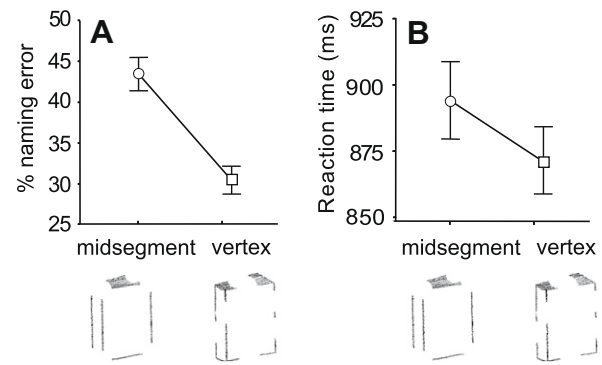 A
% naming error
50
45
40
35
30
25
midsegment vertex
B
Reaction time (ms)
925
900
875
850
midsegment vertex